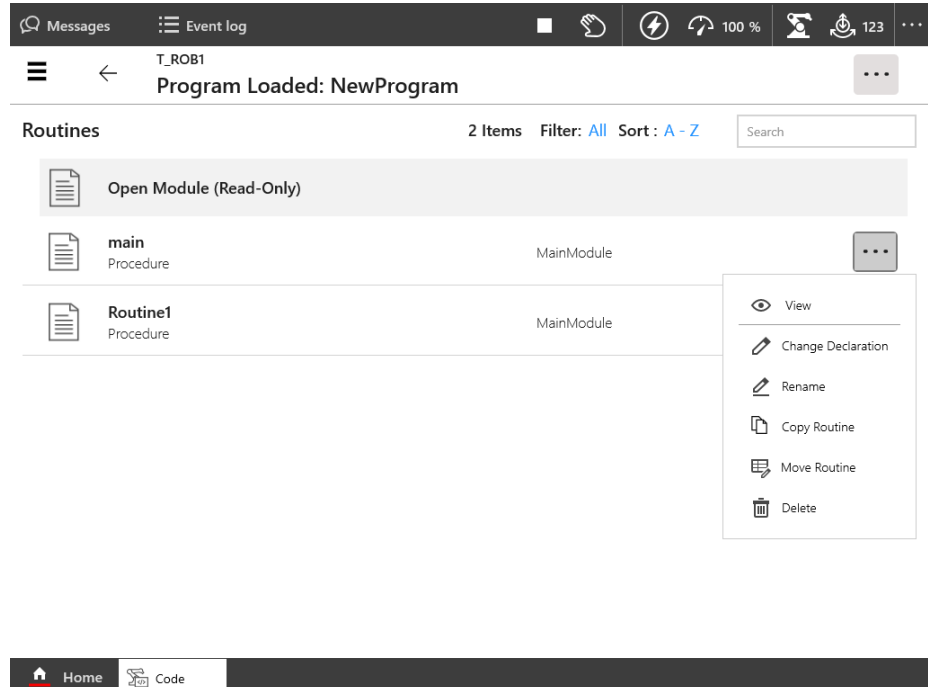 Messages Event log 100 % 123 ...
T_ROB1
Program Loaded: NewProgram
Routines 2 Items Filter: All Sort : A - Z Search
Open Module (Read-Only)
main
Procedure MainModule
Routine1
Procedure MainModule
View
Change Declaration
Rename
Copy Routine
Move Routine
Delete
Home Code